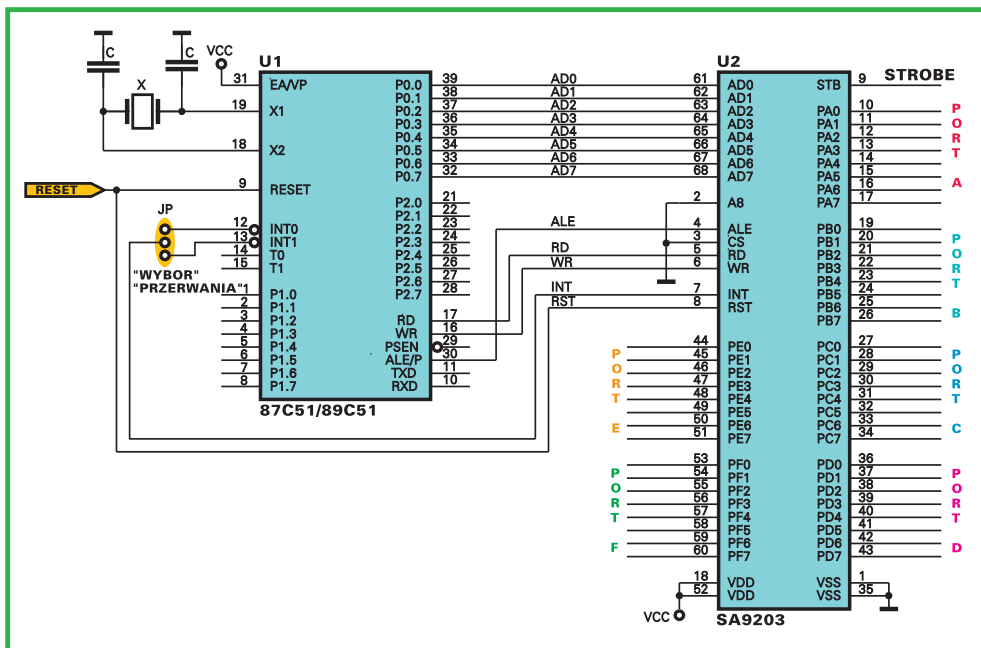 C
C
VCC
X
RESET
JP
"WYBOR"
"PRZERWANIA"
U1
31 EA/VP P0.0 39
P0.1 38
19 X1 P0.2 37
P0.3 36
P0.4 35
18 X2 P0.5 34
P0.6 33
P0.7 32
9 RESET
P2.0 21
P2.1 22
12 INT0 P2.2 23
13 INT1 P2.3 24
14 T0 P2.4 25
15 T1 P2.5 26
P2.6 27
1 P1.0 P2.7 28
2 P1.1
3 P1.2 RD 17
4 P1.3 WR 16
5 P1.4 PSEN 29
6 P1.5 ALE/P 30
7 P1.6 TXD 11
8 P1.7 RXD 10
87C51/89C51
AD0
AD1
AD2
AD3
AD4
AD5
AD6
AD7
ALE
RD
WR
INT
RST
U2
61 AD0 STB 9 STROBE
62 AD1
63 AD2 PA0 10
64 AD3 PA1 11
65 AD4 PA2 12
66 AD5 PA3 13
67 AD6 PA4 14
68 AD7 PA5 15
PA6 16
2 A8 PA7 17
4 ALE PB0 19
3 CS PB1 20
5 RD PB2 21
6 WR PB3 22
PB4 23
7 INT PB5 24
8 RST PB6 25
PB7 26
44 PE0 PC0 27
45 PE1 PC1 28
46 PE2 PC2 29
47 PE3 PC3 30
48 PE4 PC4 31
49 PE5 PC5 32
50 PE6 PC6 33
51 PE7 PC7 34
53 PF0 PD0 36
54 PF1 PD1 37
55 PF2 PD2 38
56 PF3 PD3 39
57 PF4 PD4 40
58 PF5 PD5 41
59 PF6 PD6 42
60 PF7 PD7 43
18 VDD VSS 1
52 VDD VSS 35
VCC
SA9203
PORT A
PORT B
PORT E
PORT C
PORT F
PORT D